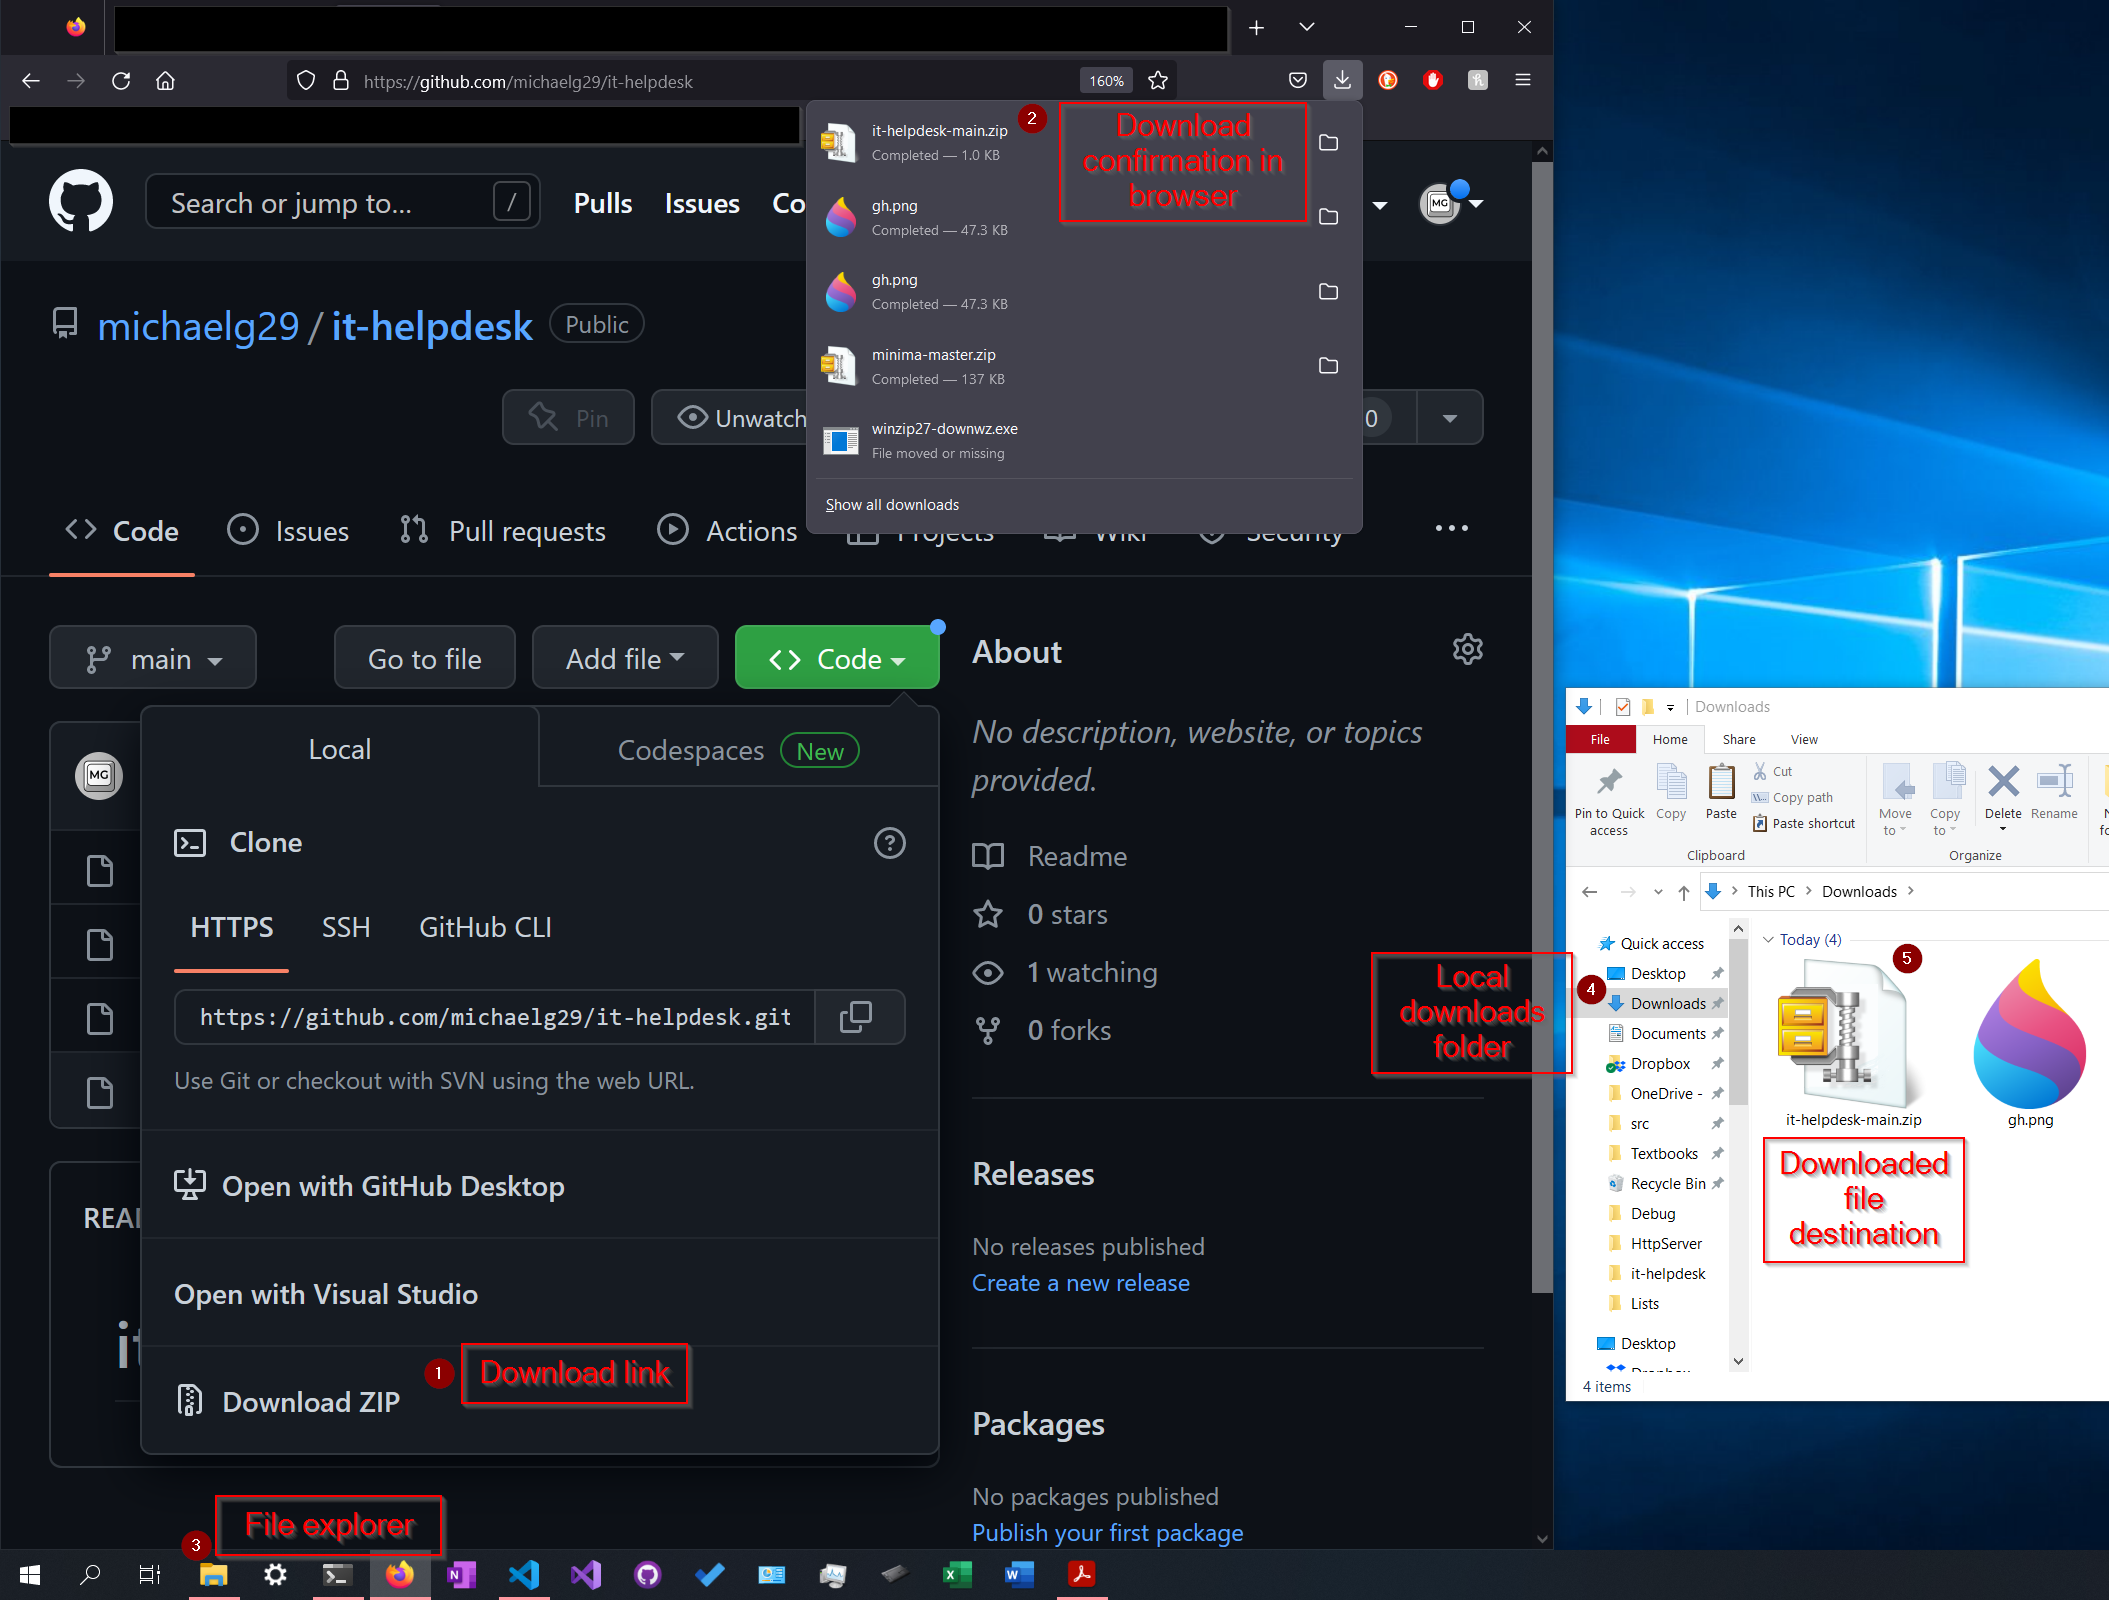 https://github.com/michaelg29/it-helpdesk
160%
it-helpdesk-main.zip
Completed — 1.0 KB
2
Download
confirmation in
browser
gh.png
Completed — 47.3 KB
gh.png
Completed — 47.3 KB
minima-master.zip
Completed — 137 KB
winzip27-downwz.exe
File moved or missing
Show all downloads
Search or jump to...
/
Pulls
Issues
Co
MG
michaelg29 / it-helpdesk
Public
Pin
Unwatch
0
Code
Issues
Pull requests
Actions
Projects
Wiki
Security
main
Go to file
Add file
Code
Local
Codespaces
New
MG
Clone
HTTPS
SSH
GitHub CLI
https://github.com/michaelg29/it-helpdesk.git
Use Git or checkout with SVN using the web URL.
Open with GitHub Desktop
Open with Visual Studio
Download ZIP
1
Download link
READ
it
About
No description, website, or topics
provided.
Readme
0 stars
1 watching
0 forks
Releases
No releases published
Create a new release
Packages
No packages published
Publish your first package
3
File explorer
Local
downloads
folder
4
Downloads
File
Home
Share
View
Pin to Quick
access
Copy
Paste
Cut
Copy path
Paste shortcut
Clipboard
Move
to
Copy
to
Delete
Rename
Organize
This PC
Downloads
Quick access
Desktop
Downloads
Documents
Dropbox
OneDrive -
src
Textbooks
Recycle Bin
Debug
HttpServer
it-helpdesk
Lists
Desktop
Dropbox
4 items
Today (4)
5
it-helpdesk-main.zip
gh.png
Downloaded
file
destination